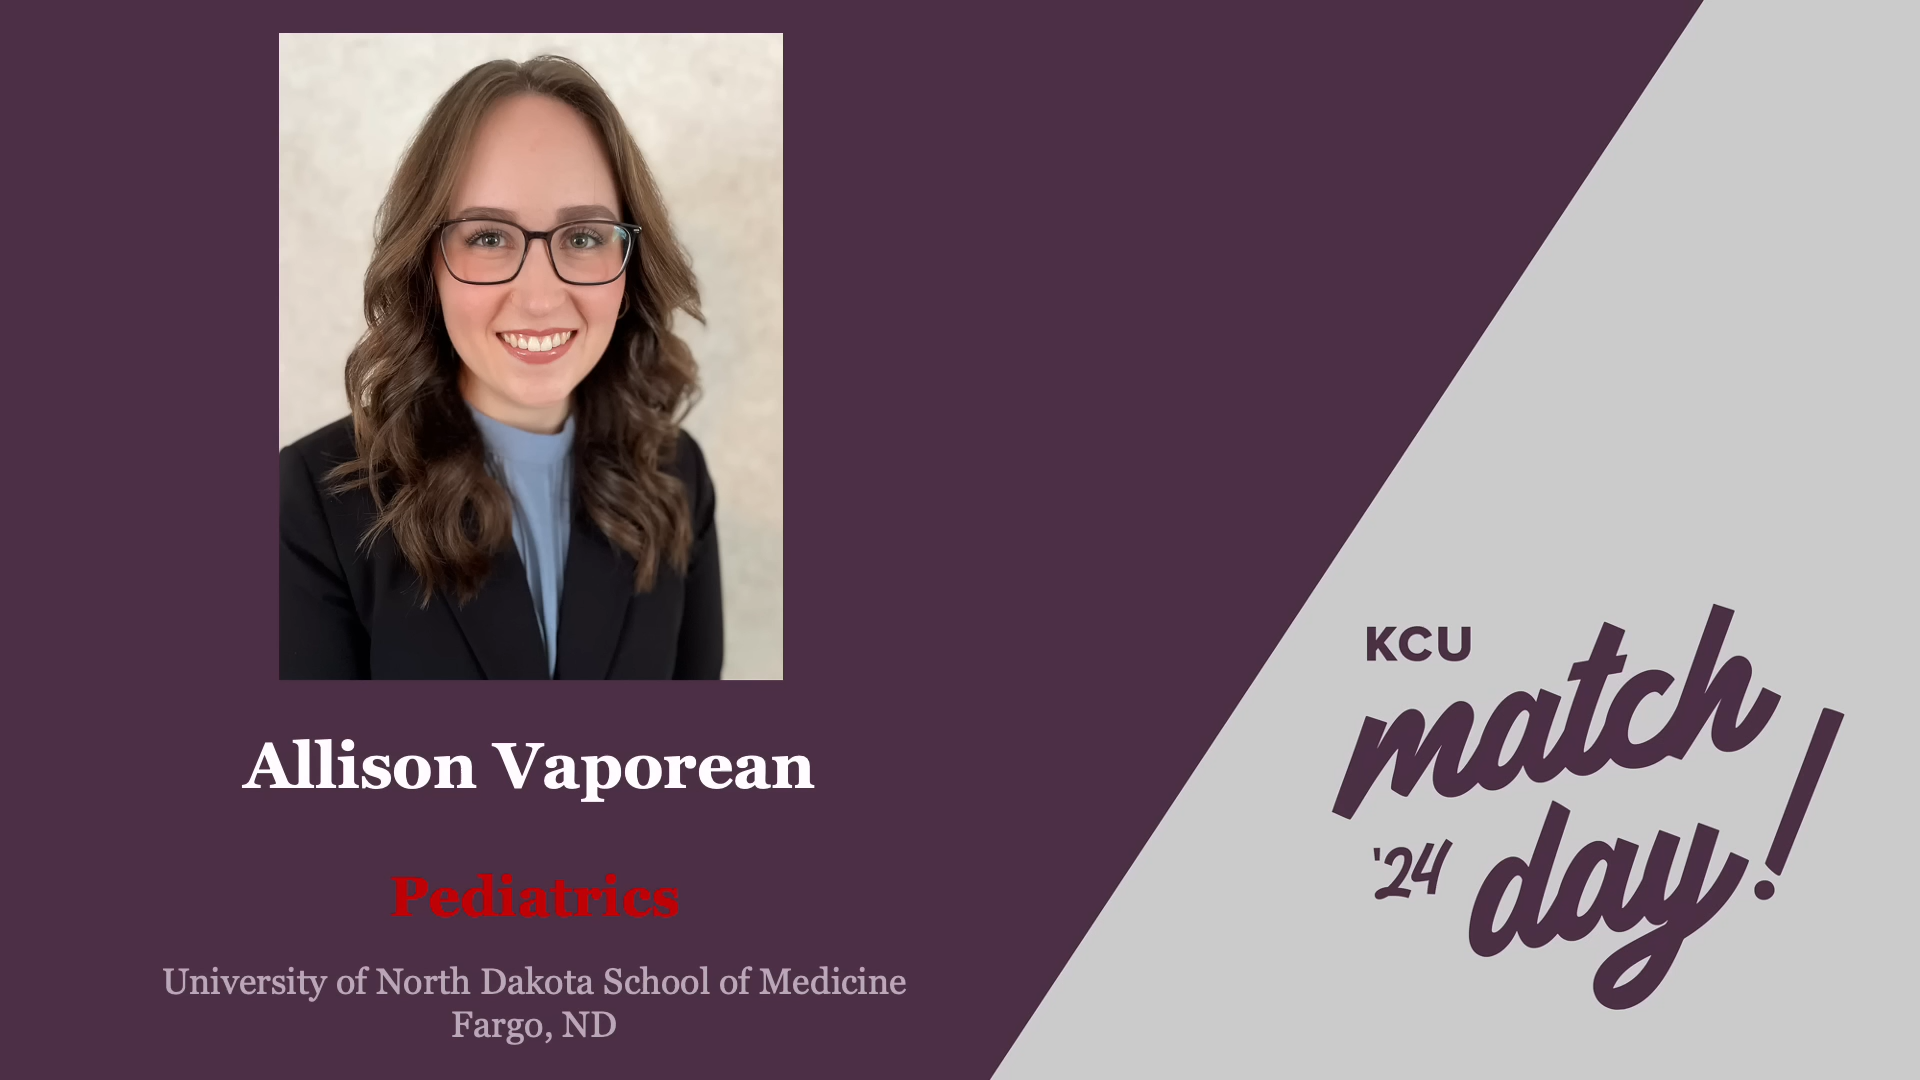 Allison Vaporean
Pediatrics
University of North Dakota School of Medicine
Fargo, ND
KCU
match
'24 day!